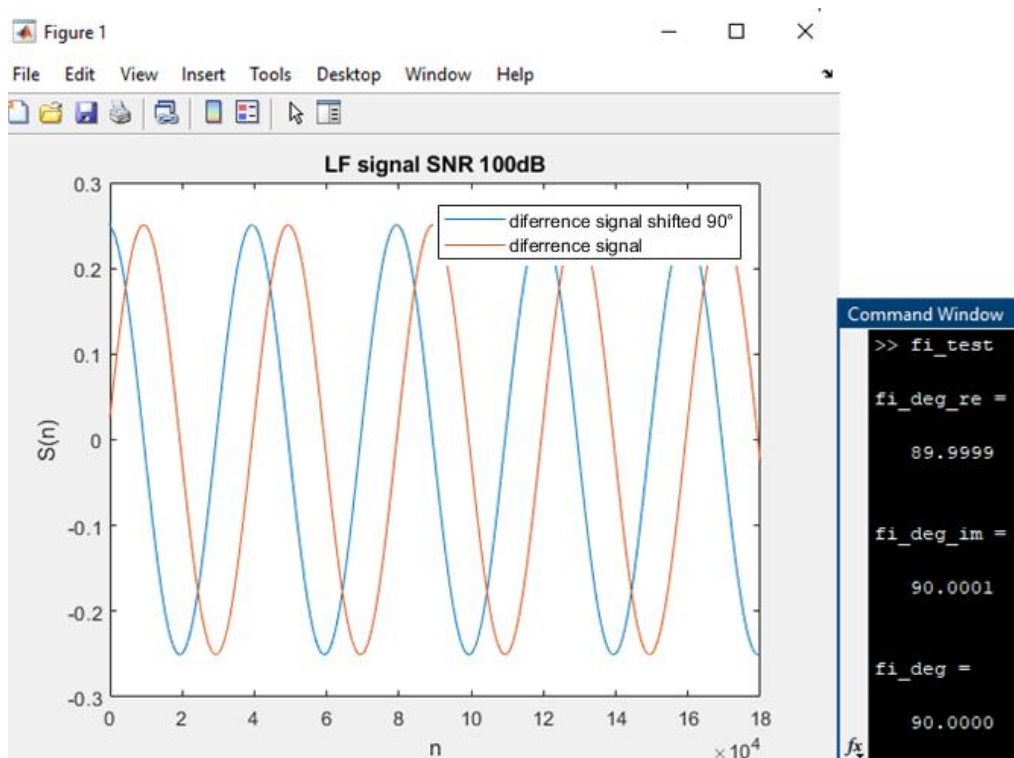 Figure 1
File Edit View Insert Tools Desktop Window Help
LF signal SNR 100dB
diferrence signal shifted 90°
diferrence signal
0.3
0.2
0.1
0
-0.1
-0.2
-0.3
S(n)
0 2 4 6 8 10 12 14 16 18
n
× 10^4
Command Window
>> fi_test
fi_deg_re =
89.9999
fi_deg_im =
90.0001
fi_deg =
90.0000
fx